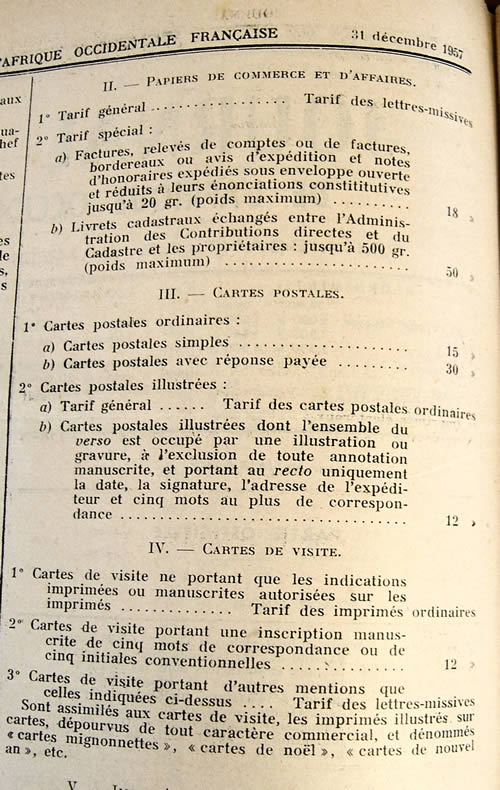 'AFRIQUE OCCIDENTALE FRANÇAISE 31 décembre 1957
aux
ua-
hef
tes
es
le
s,
s
II. — PAPIERS DE COMMERCE ET D'AFFAIRES.
1° Tarif général .................. Tarif des lettres-missives
2° Tarif spécial :
a) Factures, relevés de comptes ou de factures,
bordereaux ou avis d'expédition et notes
d'honoraires expédiés sous enveloppe ouverte
et réduits à leurs énonciations constititutives
jusqu'à 20 gr. (poids maximum) .......... 18 »
b) Livrets cadastraux échangés entre l'Adminis-
tration des Contributions directes et du
Cadastre et les propriétaires : jusqu'à 500 gr.
(poids maximum) ........................ 50 »
III. — CARTES POSTALES.
1° Cartes postales ordinaires :
a) Cartes postales simples ..................... 15 »
b) Cartes postales avec réponse payée ......... 30 »
2° Cartes postales illustrées :
a) Tarif général ...... Tarif des cartes postales ordinaires
b) Cartes postales illustrées dont l'ensemble du
verso est occupé par une illustration ou
gravure, à l'exclusion de toute annotation
manuscrite, et portant au recto uniquement
la date, la signature, l'adresse de l'expédi-
teur et cinq mots au plus de correspon-
dance .................................... 12 »
IV. — CARTES DE VISITE.
1° Cartes de visite ne portant que les indications
imprimées ou manuscrites autorisées sur les
imprimés ............. Tarif des imprimés ordinaires
2° Cartes de visite portant une inscription manus-
crite de cinq mots de correspondance ou de
cinq initiales conventionnelles ............... 12 »
3° Cartes de visite portant d'autres mentions que
celles indiquées ci-dessus .... Tarif des lettres-missives
Sont assimilés aux cartes de visite, les imprimés illustrés sur
cartes, dépourvus de tout caractère commercial, et dénommés
« cartes mignonnettes », « cartes de noël », « cartes de nouvel
an », etc.
V.